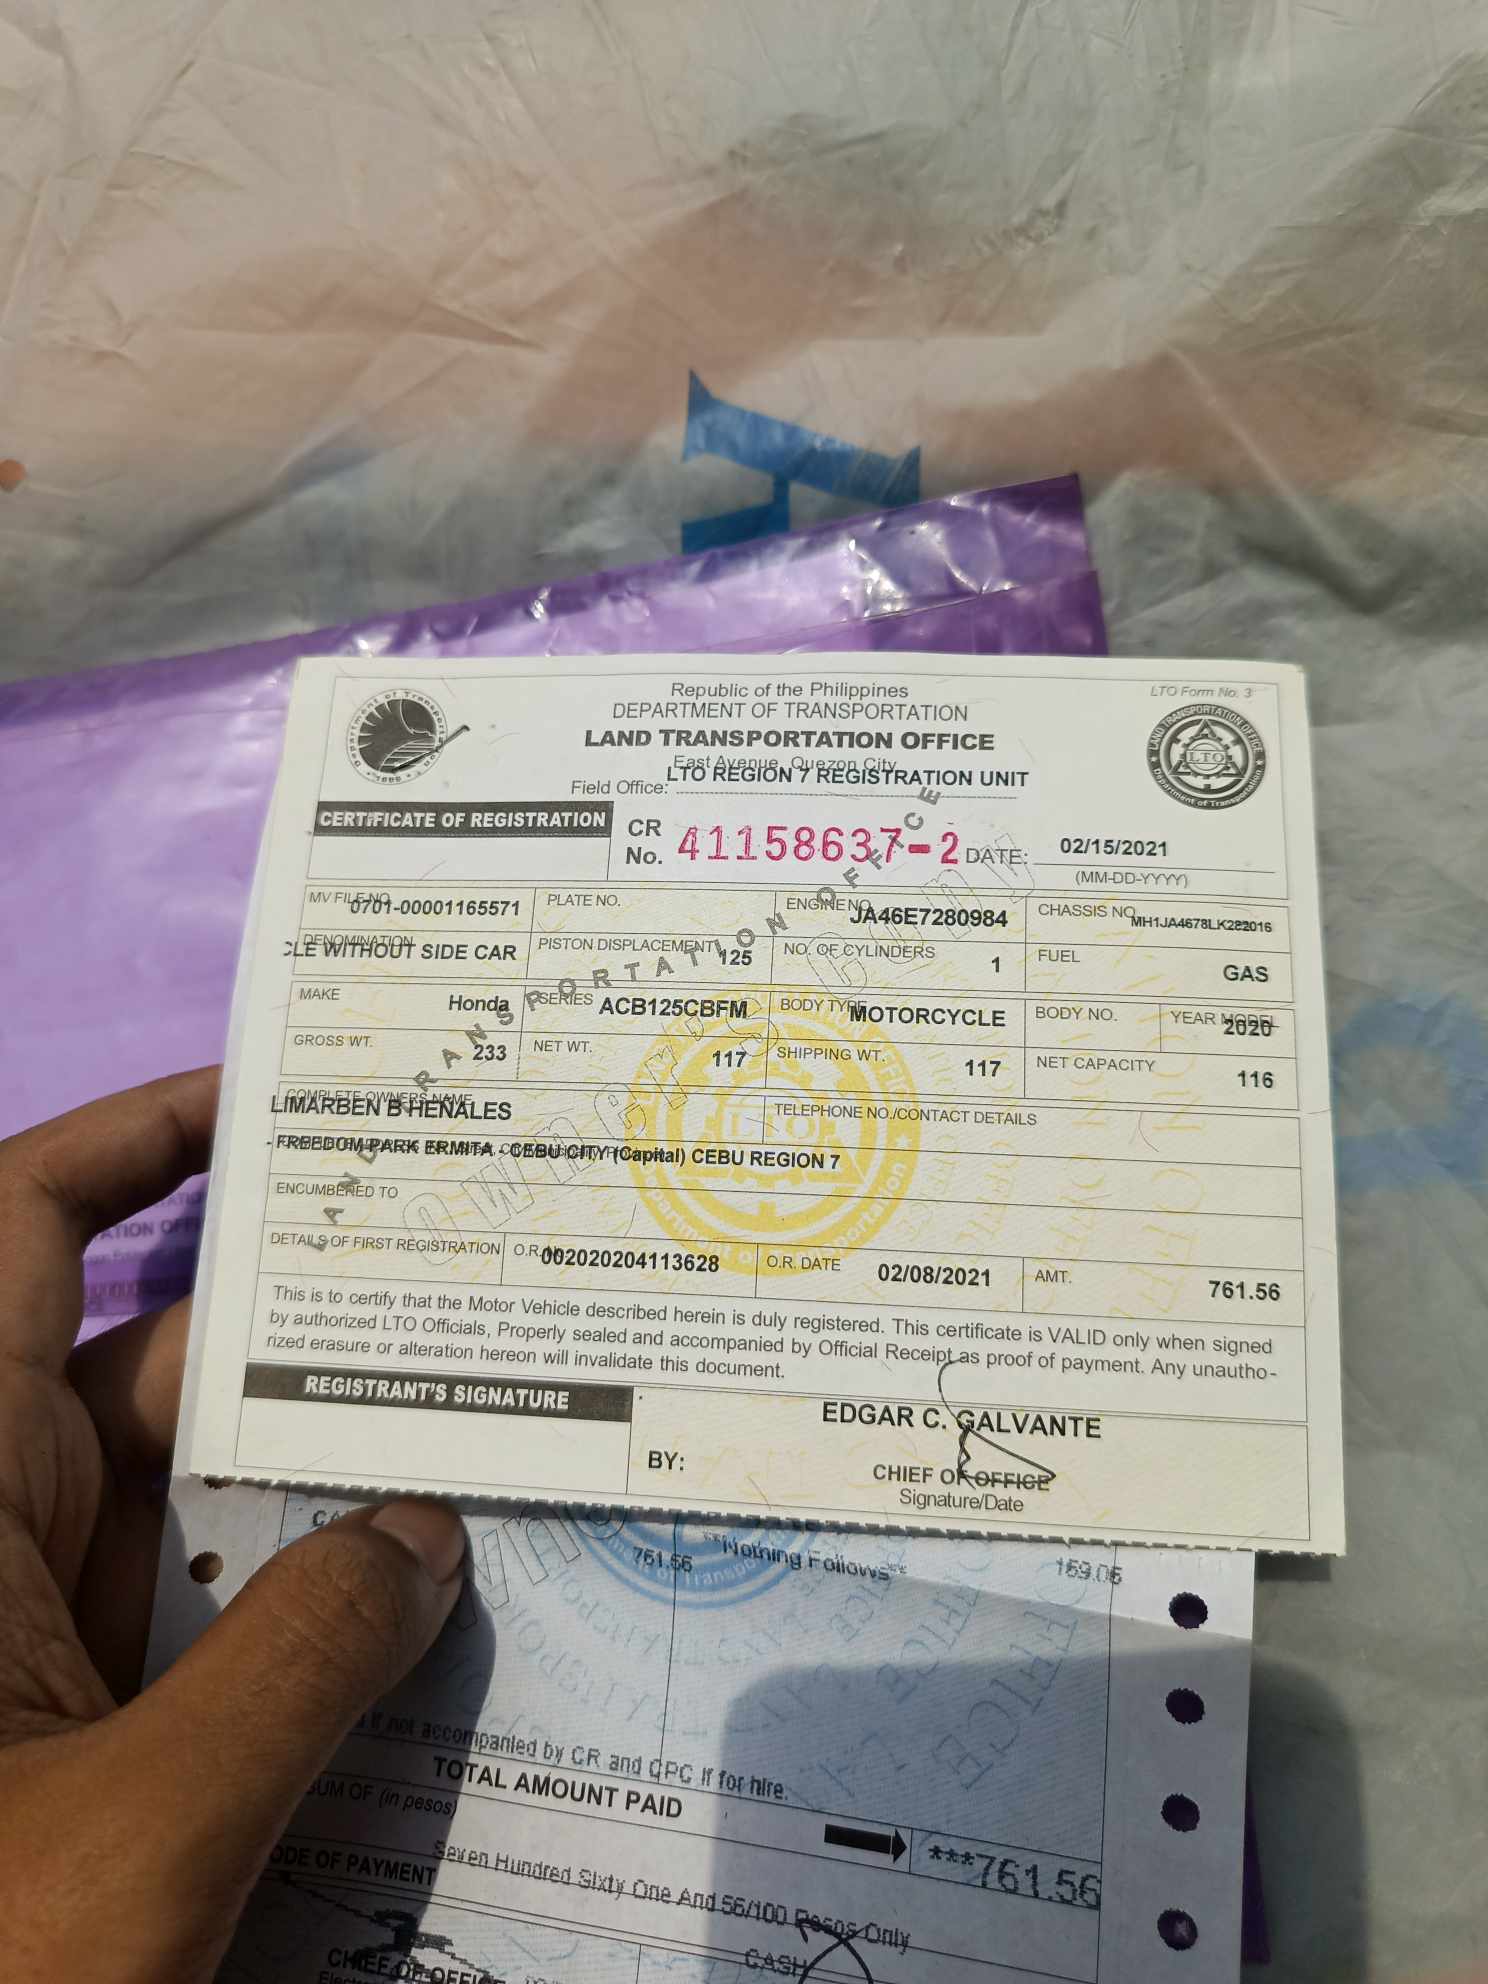 Republic of the Philippines
LTO Form No. 3
DEPARTMENT OF TRANSPORTATION
LAND TRANSPORTATION OFFICE
East Avenue, Quezon City
Field Office: LTO REGION 7 REGISTRATION UNIT
CERTIFICATE OF REGISTRATION
CR No. 41158637-2 DATE: 02/15/2021
(MM-DD-YYYY)
MV FILE NO. 0701-00001165571 PLATE NO. ENGINE NO. JA46E7280984 CHASSIS NO. MH1JA4678LK282016
DENOMINATION CLE WITHOUT SIDE CAR PISTON DISPLACEMENT 125 NO. OF CYLINDERS 1 FUEL GAS
MAKE Honda SERIES ACB125CBFM BODY TYPE MOTORCYCLE BODY NO. YEAR MODEL 2020
GROSS WT. 233 NET WT. 117 SHIPPING WT. 117 NET CAPACITY 116
COMPLETE OWNERS NAME LIMARBEN B HENALES TELEPHONE NO./CONTACT DETAILS
- FREEDOM PARK ERMITA - CEBU CITY (Capital) CEBU REGION 7
ENCUMBERED TO
DETAILS OF FIRST REGISTRATION O.R. 002020204113628 O.R. DATE 02/08/2021 AMT. 761.56
This is to certify that the Motor Vehicle described herein is duly registered. This certificate is VALID only when signed
by authorized LTO Officials, Properly sealed and accompanied by Official Receipt as proof of payment. Any unautho-
rized erasure or alteration hereon will invalidate this document.
REGISTRANT'S SIGNATURE
EDGAR C. GALVANTE
BY:
CHIEF OF OFFICE
Signature/Date
LAND TRANSPORTATION OFFICE
Owner's Copy
LTO
761.56 **Nothing Follows** 169.06
if not accompanied by CR and CPC if for hire.
TOTAL AMOUNT PAID
SUM OF (in pesos) ***761.56
Seven Hundred Sixty One And 56/100 Pesos Only
ODE OF PAYMENT
CASH
CHIEF OF OFFICE